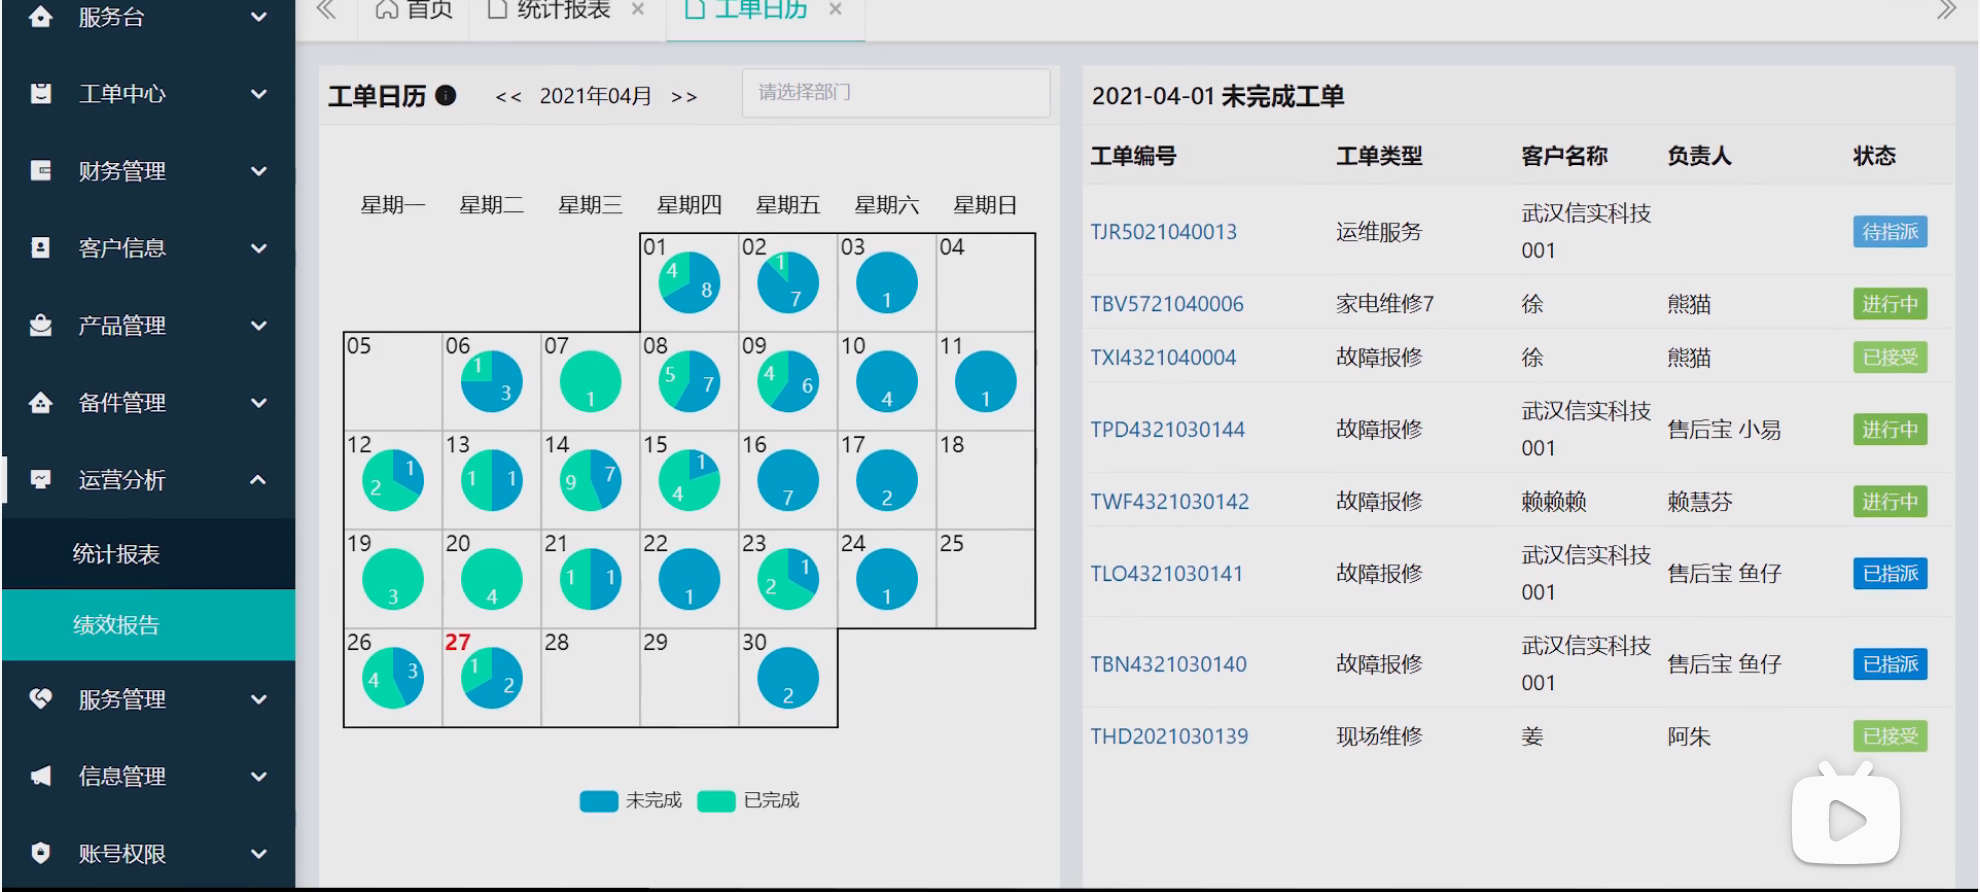 服务台
工单中心
财务管理
客户信息
产品管理
备件管理
运营分析
统计报表
绩效报告
服务管理
信息管理
账号权限
首页 统计报表 × 工单日历 ×
工单日历 << 2021年04月 >> 请选择部门
星期一 星期二 星期三 星期四 星期五 星期六 星期日
01 02 03 04
4 8 1 7 1
05 06 07 08 09 10 11
1 3 1 5 7 4 6 4 1
12 13 14 15 16 17 18
2 1 1 1 9 7 4 1 7 2
19 20 21 22 23 24 25
3 4 1 1 1 2 1 1
26 27 28 29 30
4 3 1 2 2
未完成 已完成
2021-04-01 未完成工单
工单编号 工单类型 客户名称 负责人 状态
TJR5021040013 运维服务 武汉信实科技001 待指派
TBV5721040006 家电维修7 徐 熊猫 进行中
TXI4321040004 故障报修 徐 熊猫 已接受
TPD4321030144 故障报修 武汉信实科技001 售后宝 小易 进行中
TWF4321030142 故障报修 赖赖赖 赖慧芬 进行中
TLO4321030141 故障报修 武汉信实科技001 售后宝 鱼仔 已指派
TBN4321030140 故障报修 武汉信实科技001 售后宝 鱼仔 已指派
THD2021030139 现场维修 姜 阿朱 已接受